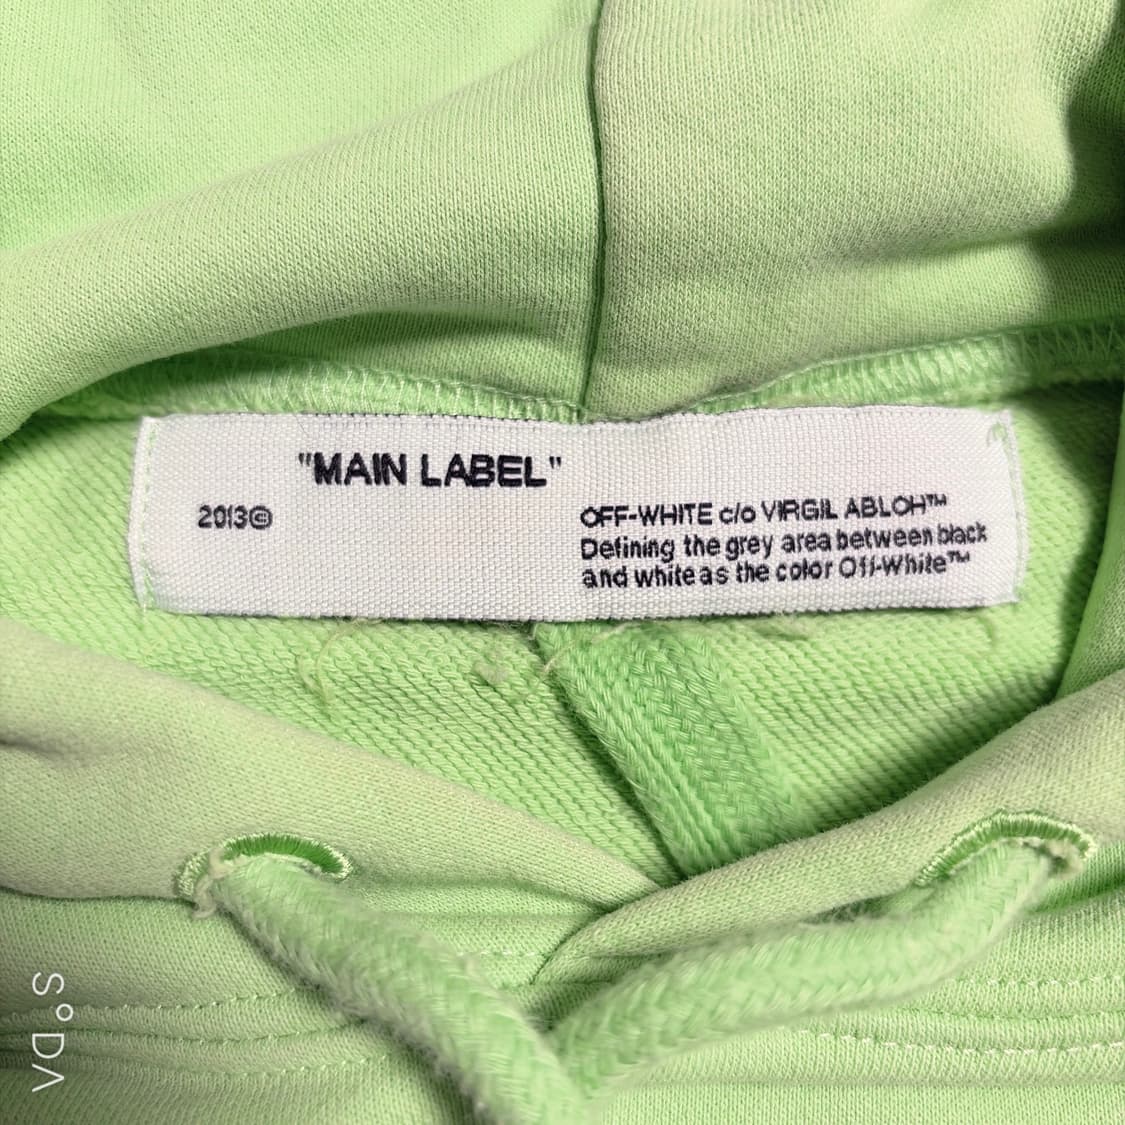 "MAIN LABEL"
2013©
OFF-WHITE c/o VIRGIL ABLOH™
Defining the grey area between black
and white as the color Off-White™